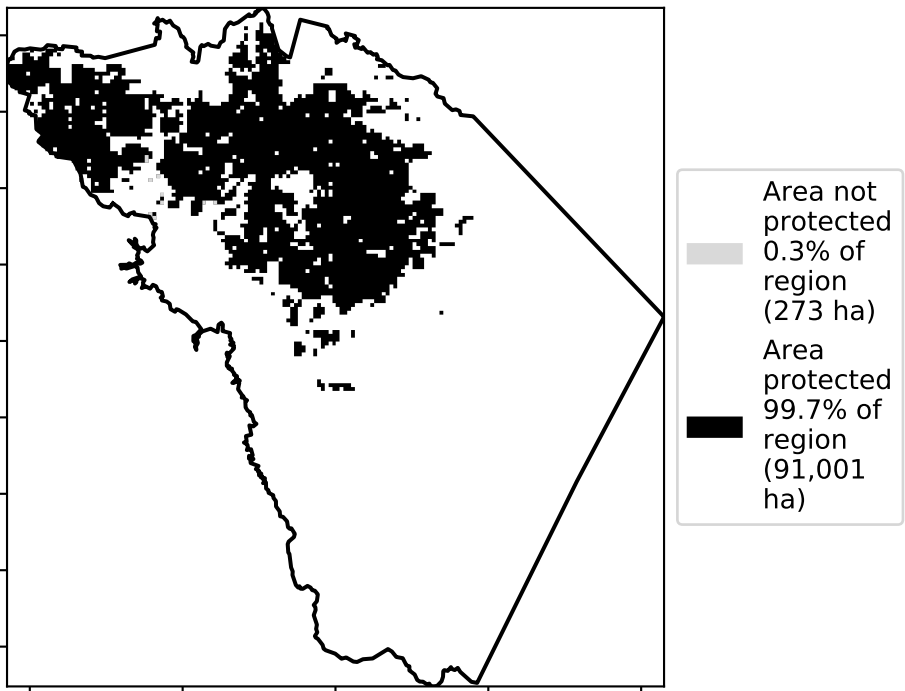 Area not
protected
0.3% of
region
(273 ha)
Area
protected
99.7% of
region
(91,001
ha)